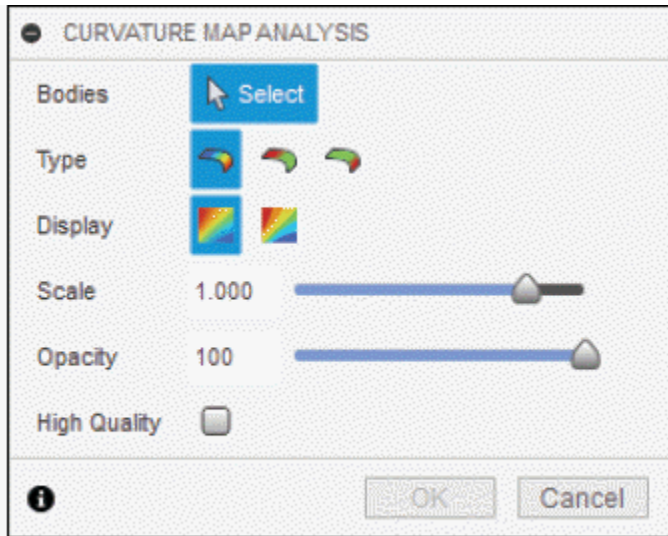 CURVATURE MAP ANALYSIS
Bodies Select
Type
Display
Scale 1.000
Opacity 100
High Quality
OK Cancel